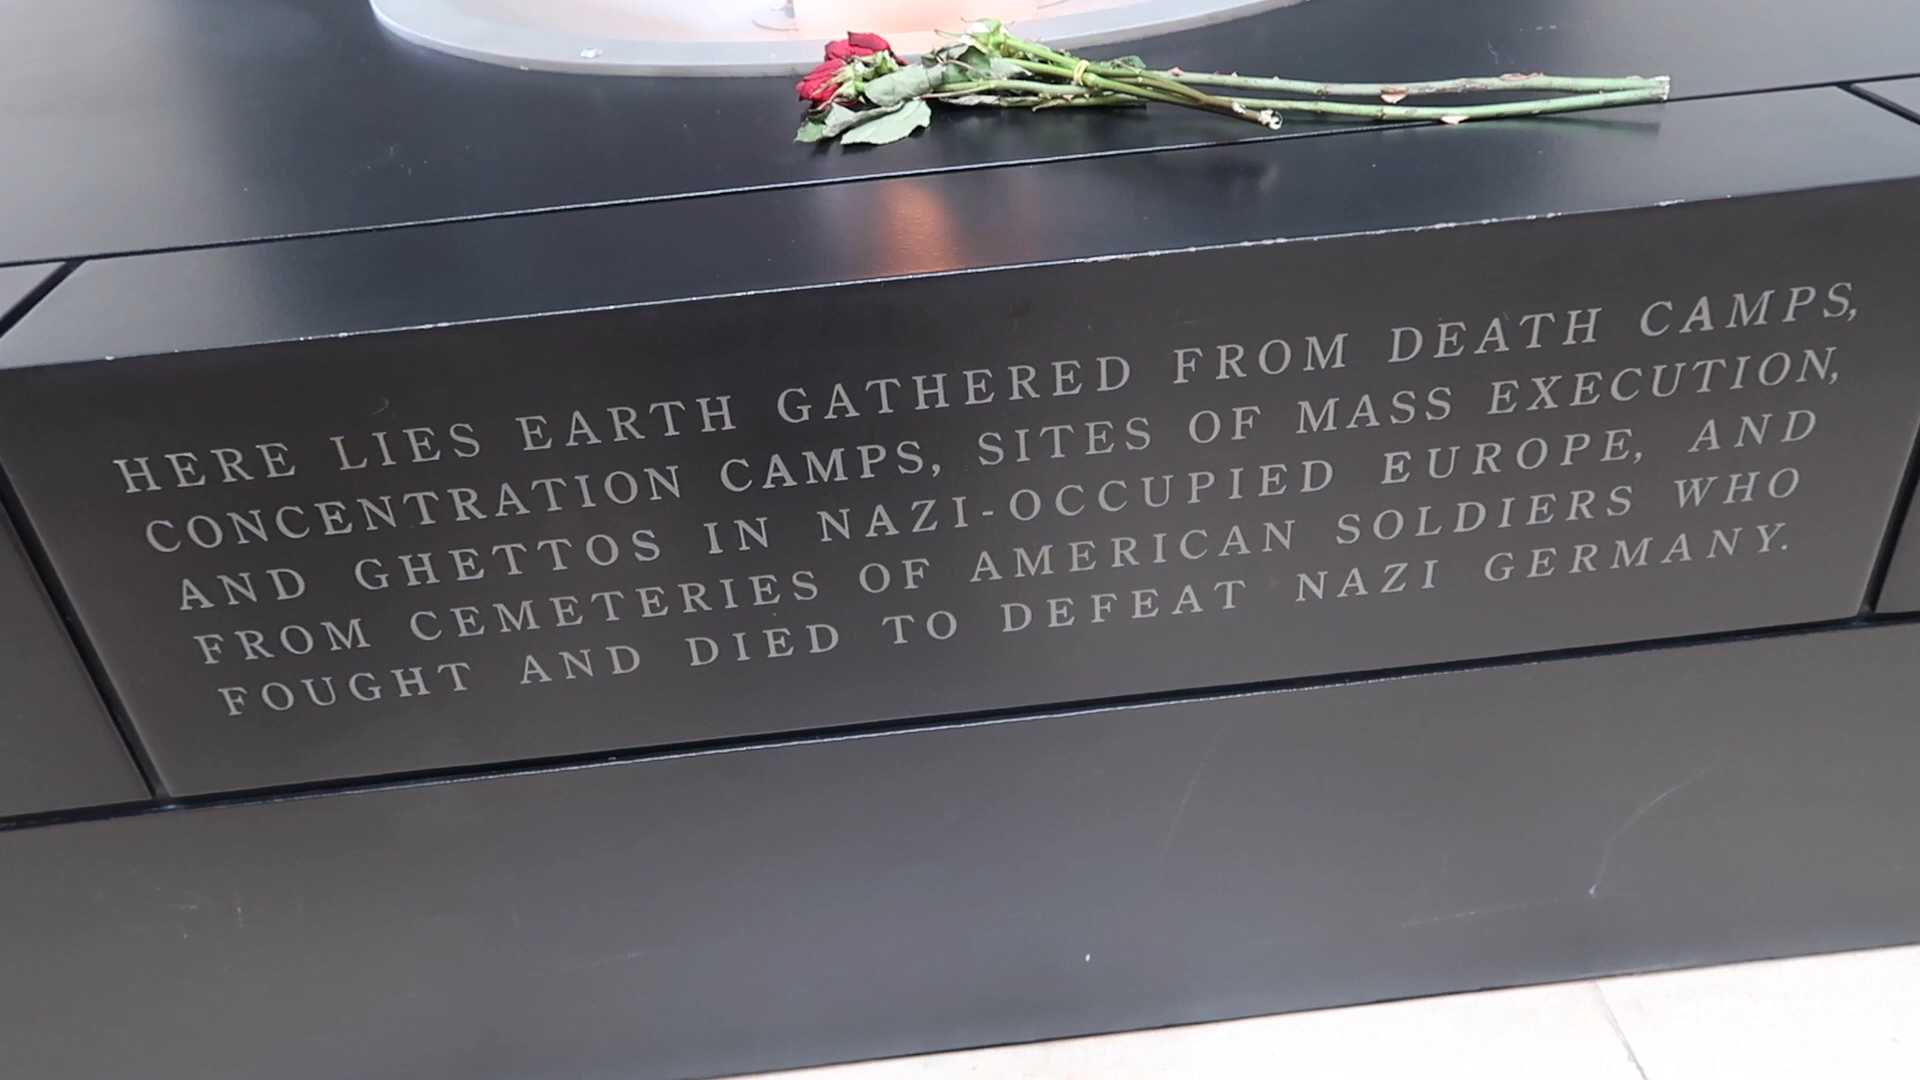 HERE LIES EARTH GATHERED FROM DEATH CAMPS,
CONCENTRATION CAMPS, SITES OF MASS EXECUTION,
AND GHETTOS IN NAZI-OCCUPIED EUROPE, AND
FROM CEMETERIES OF AMERICAN SOLDIERS WHO
FOUGHT AND DIED TO DEFEAT NAZI GERMANY.